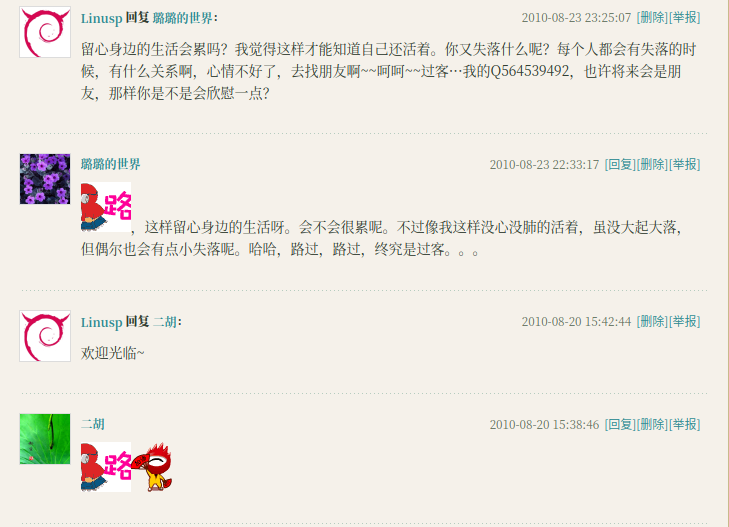 Linusp 回复 璐璐的世界: 2010-08-23 23:25:07 [删除][举报]
留心身边的生活会累吗？我觉得这样才能知道自己还活着。你又失落什么呢？每个人都会有失落的时
候，有什么关系啊，心情不好了，去找朋友啊~~呵呵~~过客…我的Q564539492，也许将来会是朋
友，那样你是不是会欣慰一点？
璐璐的世界 2010-08-23 22:33:17 [回复][删除][举报]
路
，这样留心身边的生活呀。会不会很累呢。不过像我这样没心没肺的活着，虽没大起大落，
但偶尔也会有点小失落呢。哈哈，路过，路过，终究是过客。。。
Linusp 回复 二胡: 2010-08-20 15:42:44 [删除][举报]
欢迎光临~
二胡 2010-08-20 15:38:46 [回复][删除][举报]
路